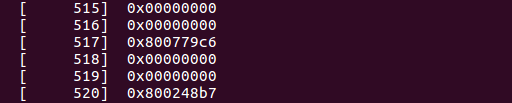 [     515]  0x00000000
[     516]  0x00000000
[     517]  0x800779c6
[     518]  0x00000000
[     519]  0x00000000
[     520]  0x800248b7